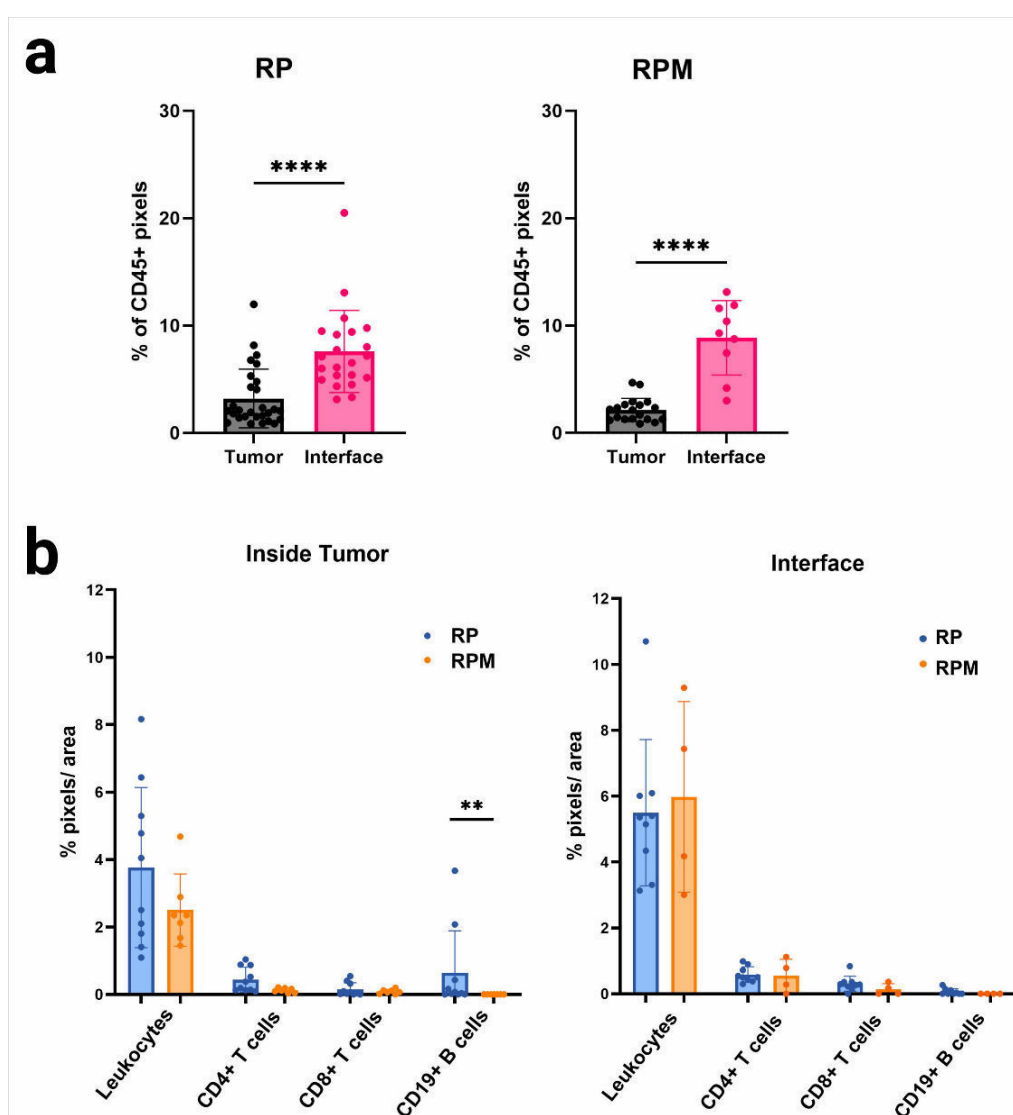 a
RP
RPM
% of CD45+ pixels
30
20
10
0
****
Tumor
Interface
% of CD45+ pixels
30
20
10
0
****
Tumor
Interface
b
Inside Tumor
Interface
% pixels/ area
12
10
8
6
4
2
0
RP
RPM
**
Leukocytes
CD4+ T cells
CD8+ T cells
CD19+ B cells
% pixels/ area
12
10
8
6
4
2
0
RP
RPM
Leukocytes
CD4+ T cells
CD8+ T cells
CD19+ B cells